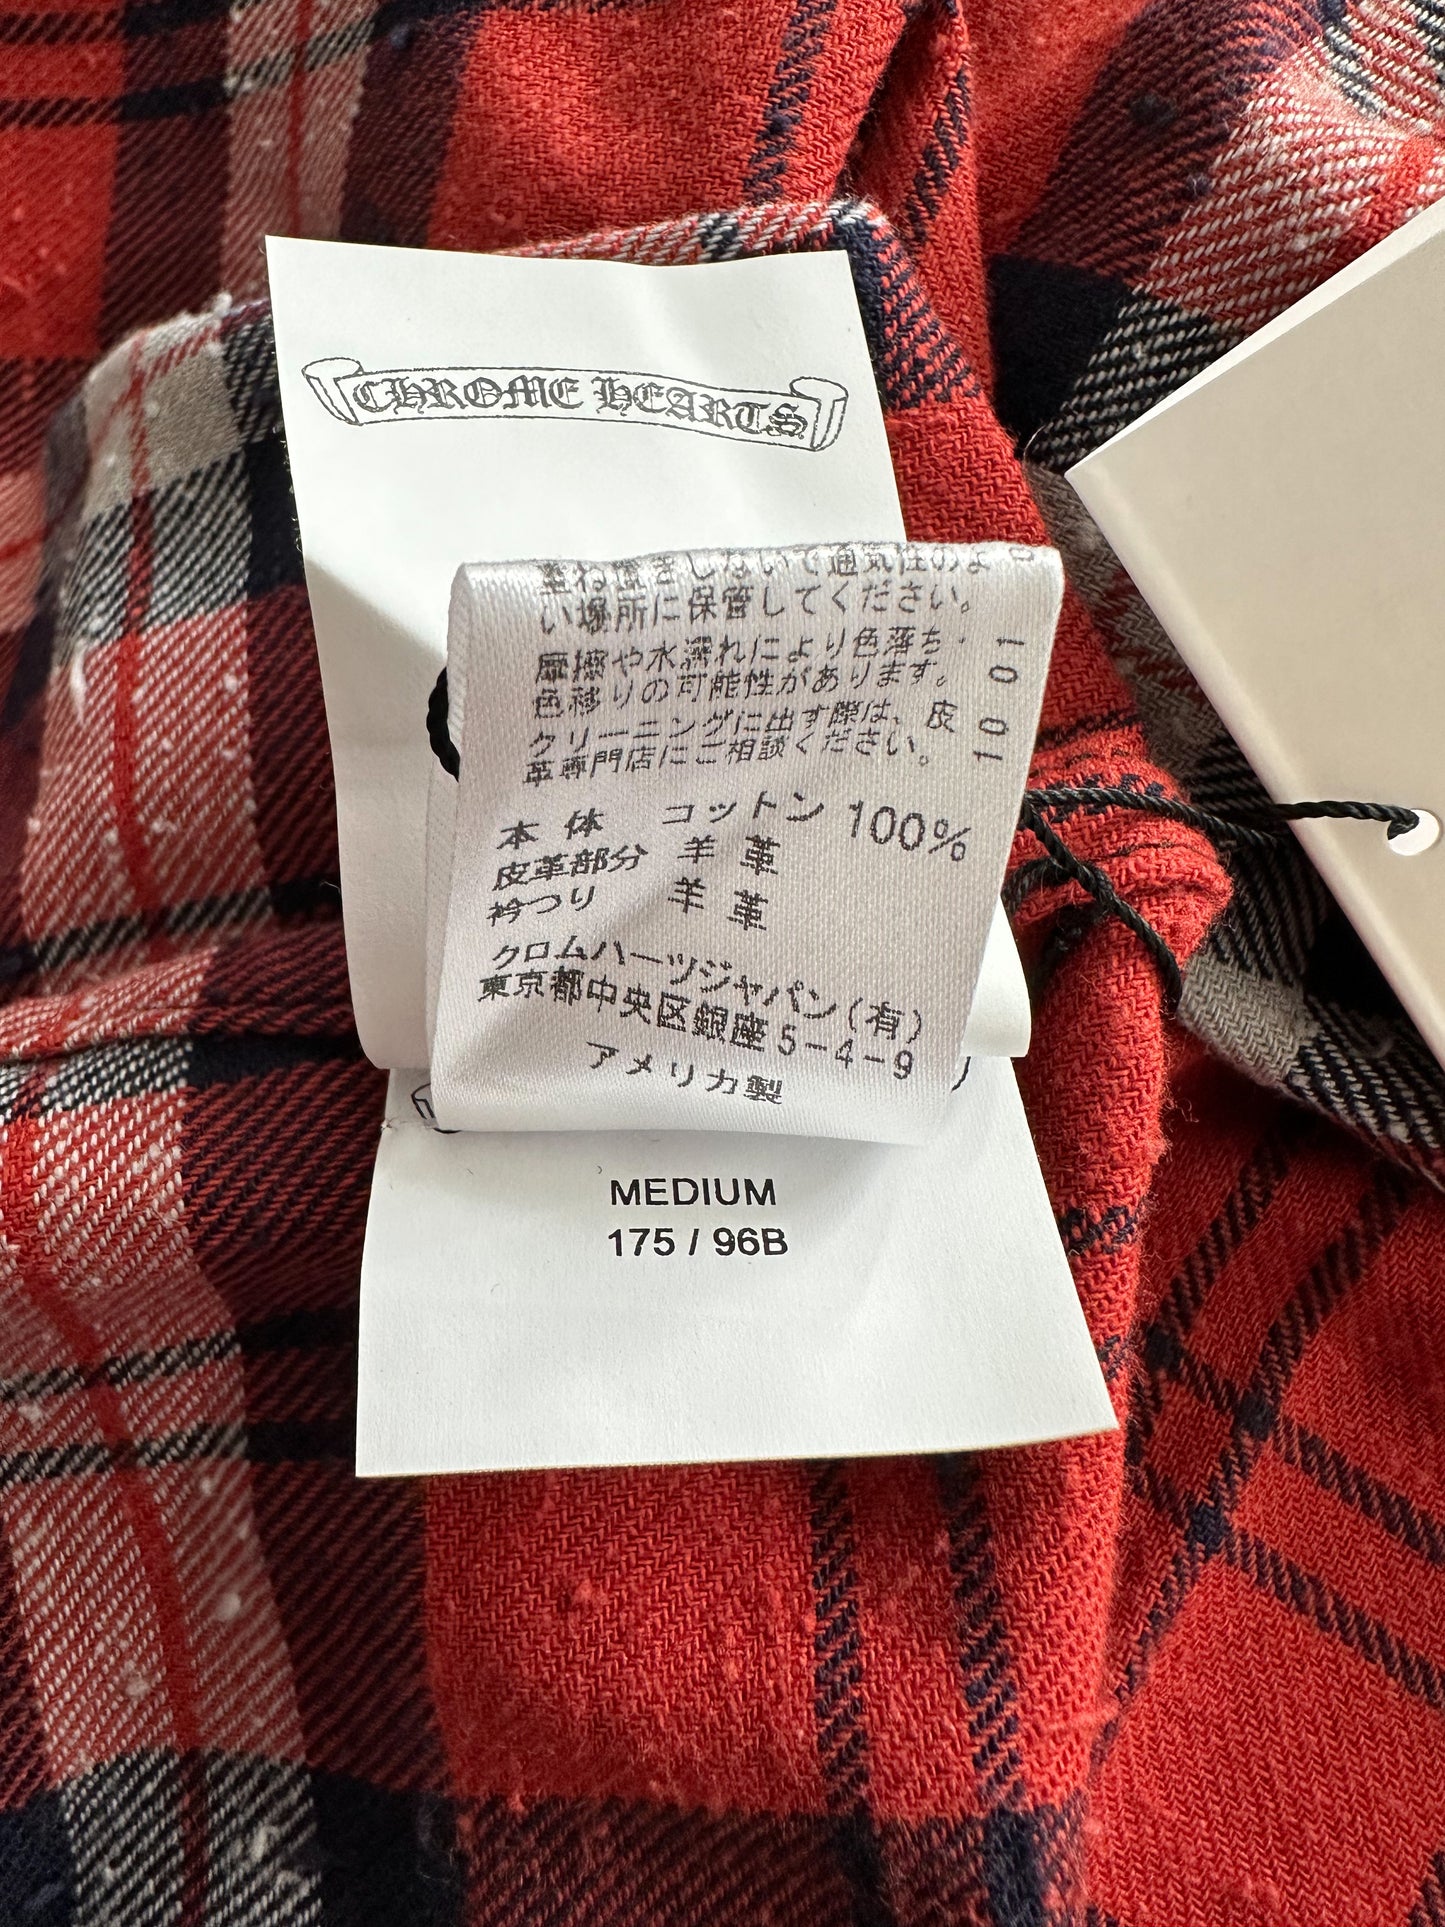 CHROME HEARTS
重ね置きしないで通気性のよ
い場所に保管してください。
摩擦や水濡れにより色落ち・
色移りの可能性があります。
クリーニングに出す際は、皮
革専門店にご相談ください。
10 01
本 体 コットン 100%
皮革部分 羊 革
衿つり 羊 革
クロムハーツジャパン(有)
東京都中央区銀座5-4-9
アメリカ製
MEDIUM
175 / 96B